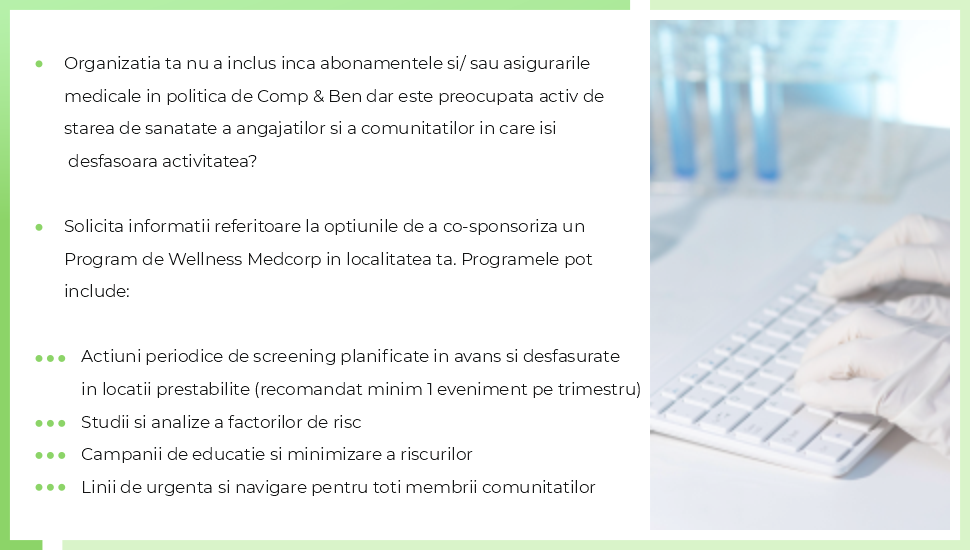 Organizatia ta nu a inclus inca abonamentele si/ sau asigurarile
medicale in politica de Comp & Ben dar este preocupata activ de
starea de sanatate a angajatilor si a comunitatilor in care isi
desfasoara activitatea?
Solicita informatii referitoare la optiunile de a co-sponsoriza un
Program de Wellness Medcorp in localitatea ta. Programele pot
include:
Actiuni periodice de screening planificate in avans si desfasurate
in locatii prestabilite (recomandat minim 1 eveniment pe trimestru)
Studii si analize a factorilor de risc
Campanii de educatie si minimizare a riscurilor
Linii de urgenta si navigare pentru toti membrii comunitatilor